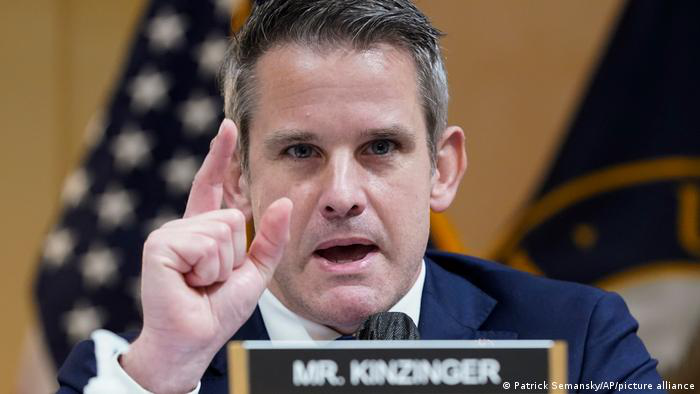 MR. KINZINGER
© Patrick Semansky/AP/picture alliance